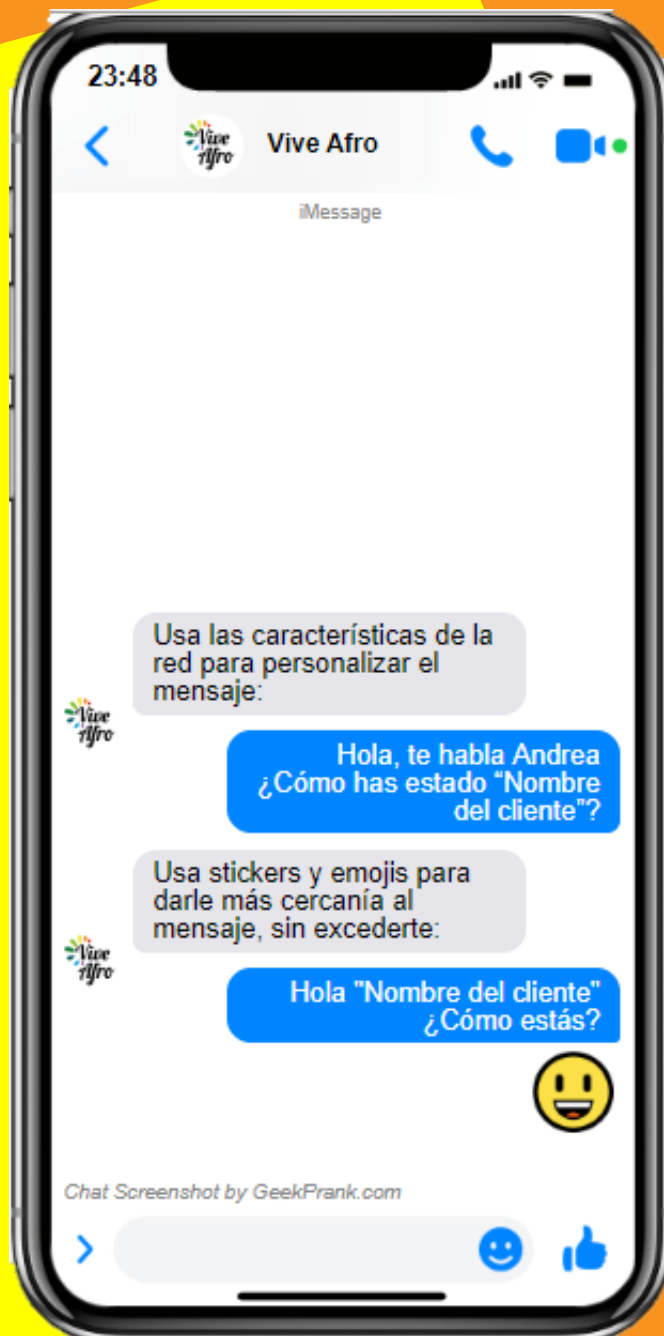 23:48
Vive Afro
Vive Afro
iMessage
Usa las características de la
red para personalizar el
mensaje:
Vive
Afro
Hola, te habla Andrea
¿Cómo has estado “Nombre
del cliente”?
Usa stickers y emojis para
darle más cercanía al
mensaje, sin excederte:
Vive
Afro
Hola "Nombre del cliente"
¿Cómo estás?
Chat Screenshot by GeekPrank.com